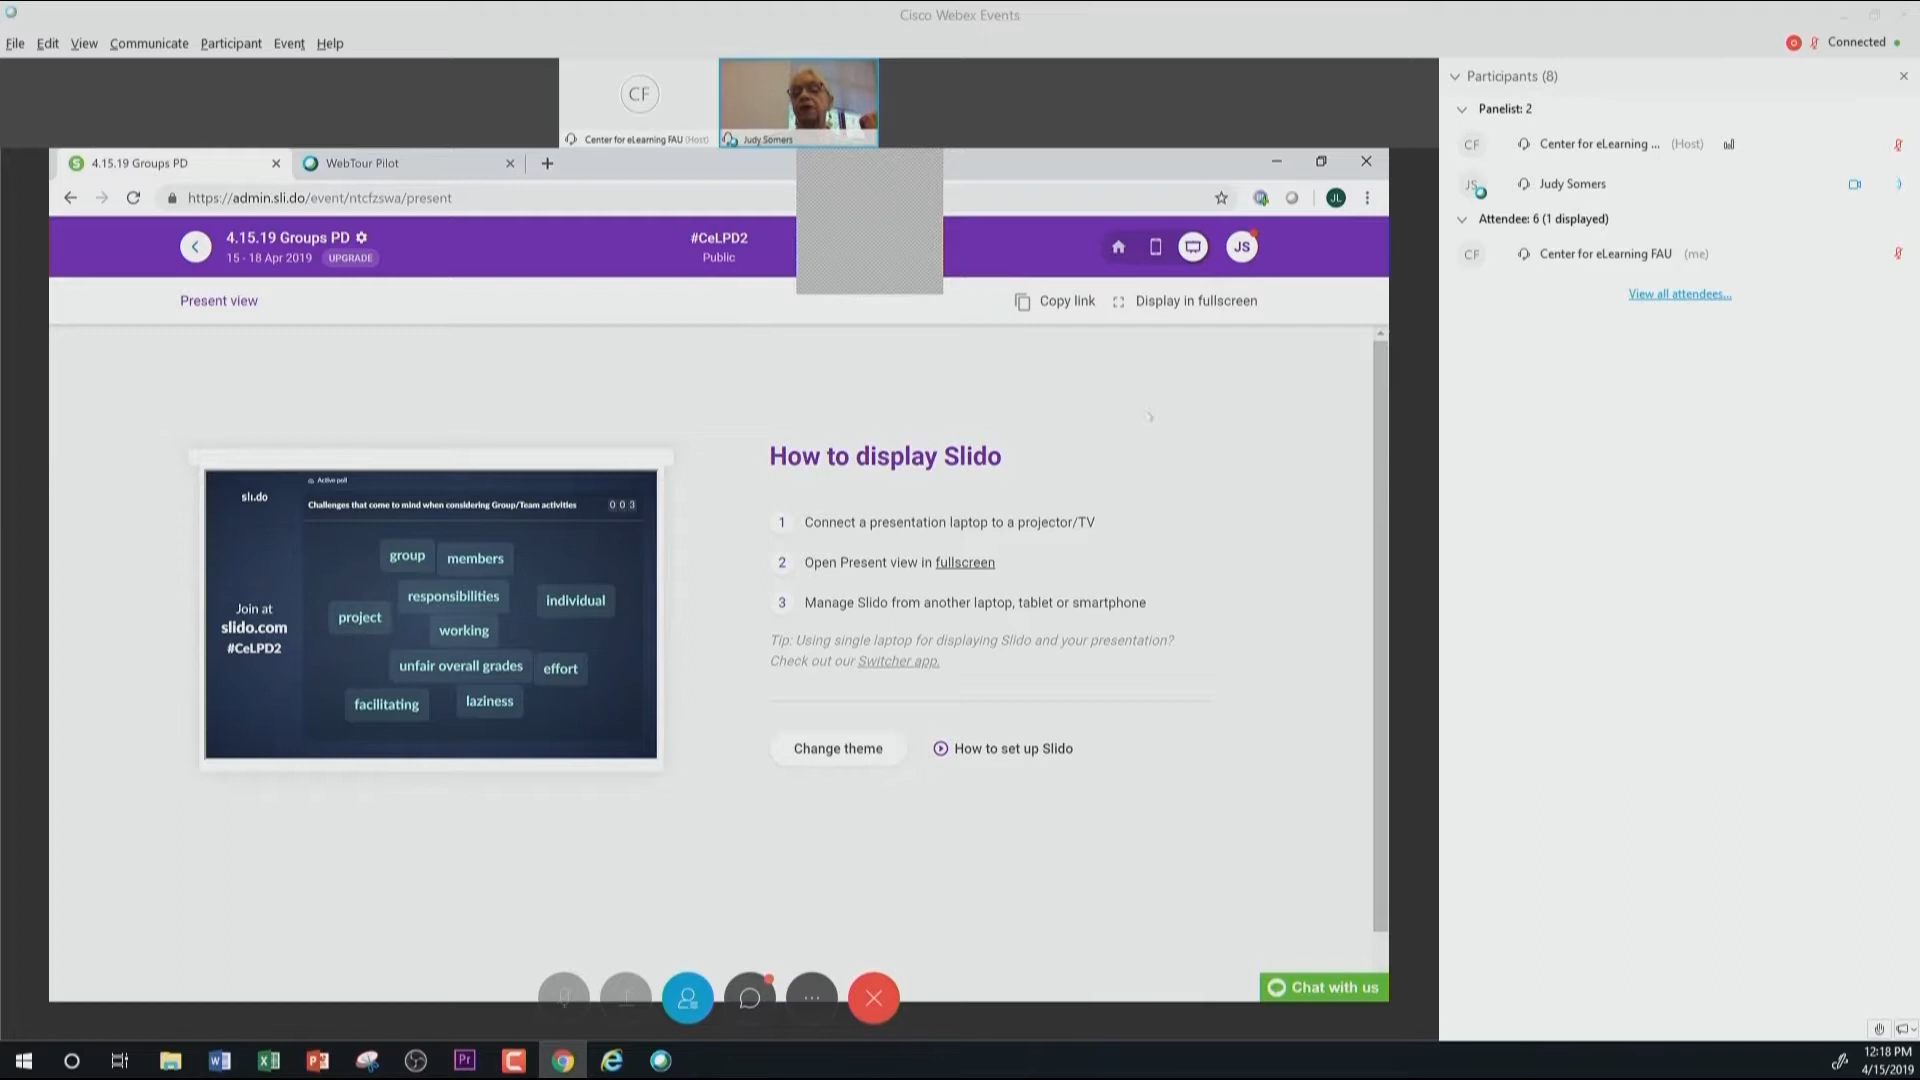 Cisco Webex Events
File Edit View Communicate Participant Event Help
Connected
CF
Center for eLearning FAU (Host)
Judy Somers
Participants (8)
Panelist: 2
CF Center for eLearning ... (Host)
JS Judy Somers
Attendee: 6 (1 displayed)
CF Center for eLearning FAU (me)
View all attendees...
4.15.19 Groups PD
WebTour Pilot
https://admin.sli.do/event/ntcfzswa/present
JL
4.15.19 Groups PD
15 - 18 Apr 2019 UPGRADE
#CeLPD2
Public
JS
Present view
Copy link
Display in fullscreen
sli.do
Active poll
Challenges that come to mind when considering Group/Team activities
0 0 3
group
members
responsibilities
individual
project
working
unfair overall grades
effort
facilitating
laziness
Join at
slido.com
#CeLPD2
How to display Slido
1 Connect a presentation laptop to a projector/TV
2 Open Present view in fullscreen
3 Manage Slido from another laptop, tablet or smartphone
Tip: Using single laptop for displaying Slido and your presentation?
Check out our Switcher app.
Change theme
How to set up Slido
Chat with us
12:18 PM
4/15/2019